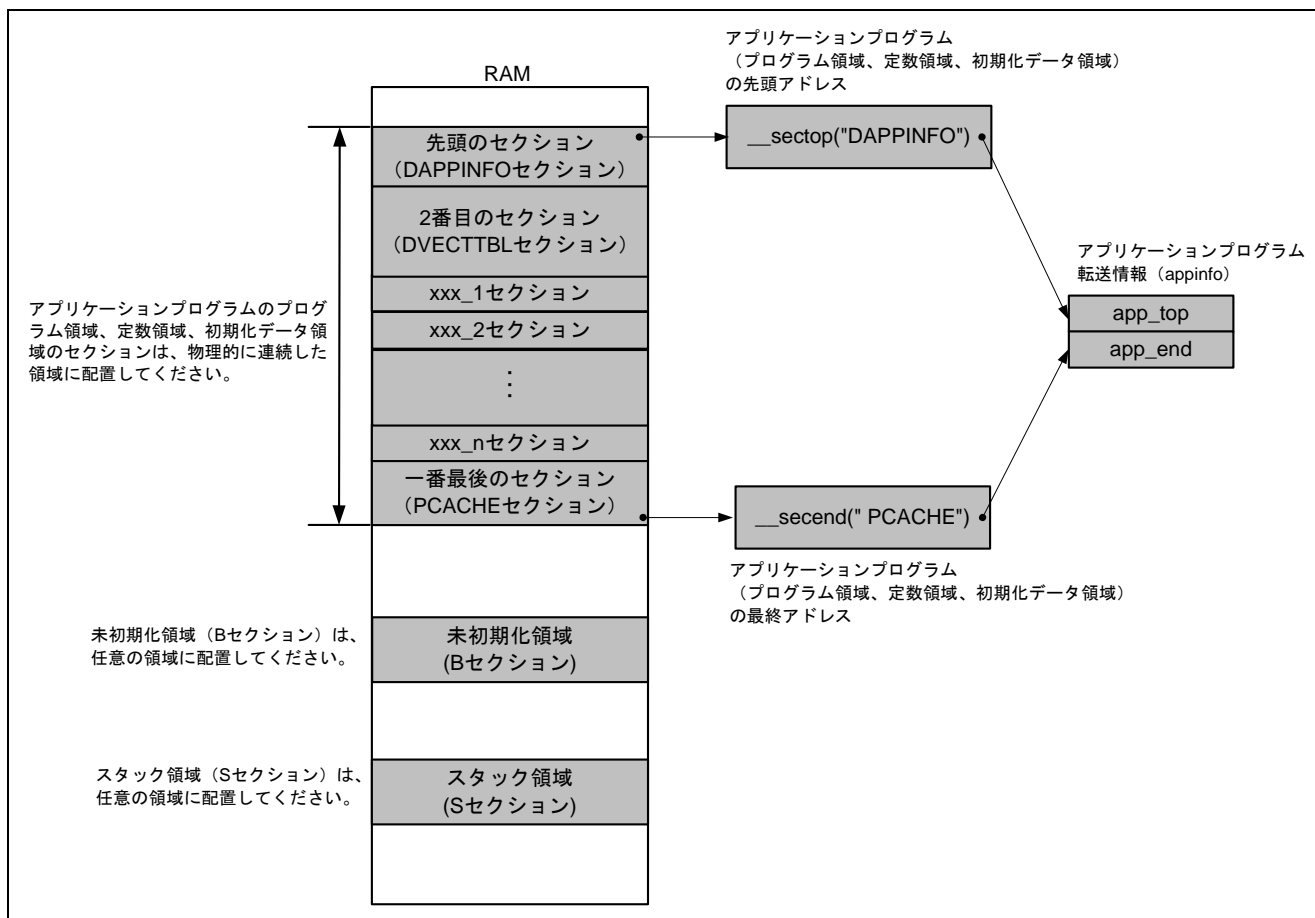 アプリケーションプログラム
（プログラム領域、定数領域、初期化データ領域）
の先頭アドレス
RAM
先頭のセクション
（DAPPINFOセクション）
__sectop("DAPPINFO")
2番目のセクション
（DVECTTBLセクション）
アプリケーションプログラム
転送情報（appinfo）
app_top
app_end
xxx_1セクション
xxx_2セクション
アプリケーションプログラムのプログ
ラム領域、定数領域、初期化データ領
域のセクションは、物理的に連続した
領域に配置してください。
⋮
xxx_nセクション
一番最後のセクション
（PCACHEセクション）
__secend(" PCACHE")
アプリケーションプログラム
（プログラム領域、定数領域、初期化データ領域）
の最終アドレス
未初期化領域（Bセクション）は、
任意の領域に配置してください。
未初期化領域
(Bセクション)
スタック領域（Sセクション）は、
任意の領域に配置してください。
スタック領域
(Sセクション)